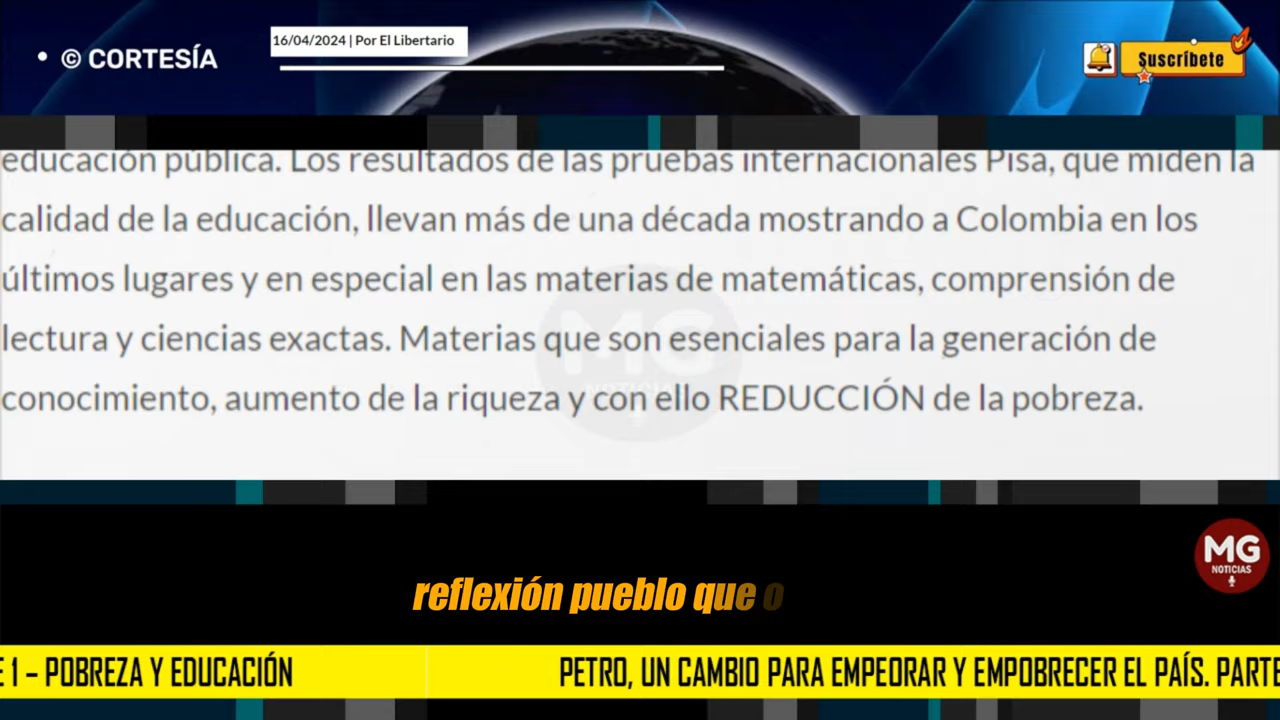 • © CORTESÍA
16/04/2024 | Por El Libertario
Suscríbete
educación pública. Los resultados de las pruebas internacionales Pisa, que miden la
calidad de la educación, llevan más de una década mostrando a Colombia en los
últimos lugares y en especial en las materias de matemáticas, comprensión de
lectura y ciencias exactas. Materias que son esenciales para la generación de
conocimiento, aumento de la riqueza y con ello REDUCCIÓN de la pobreza.
MG
NOTICIAS
reflexión pueblo que o
E 1 – POBREZA Y EDUCACIÓN
PETRO, UN CAMBIO PARA EMPEORAR Y EMPOBRECER EL PAÍS. PARTE